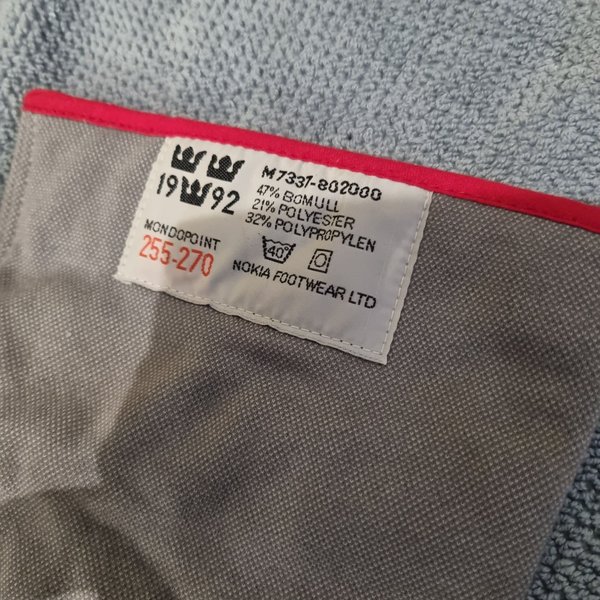 19 92
MONDOPOINT
255-270
M7337-802000
47% BOMULL
21% POLYESTER
32% POLYPROPYLEN
40°
NOKIA FOOTWEAR LTD